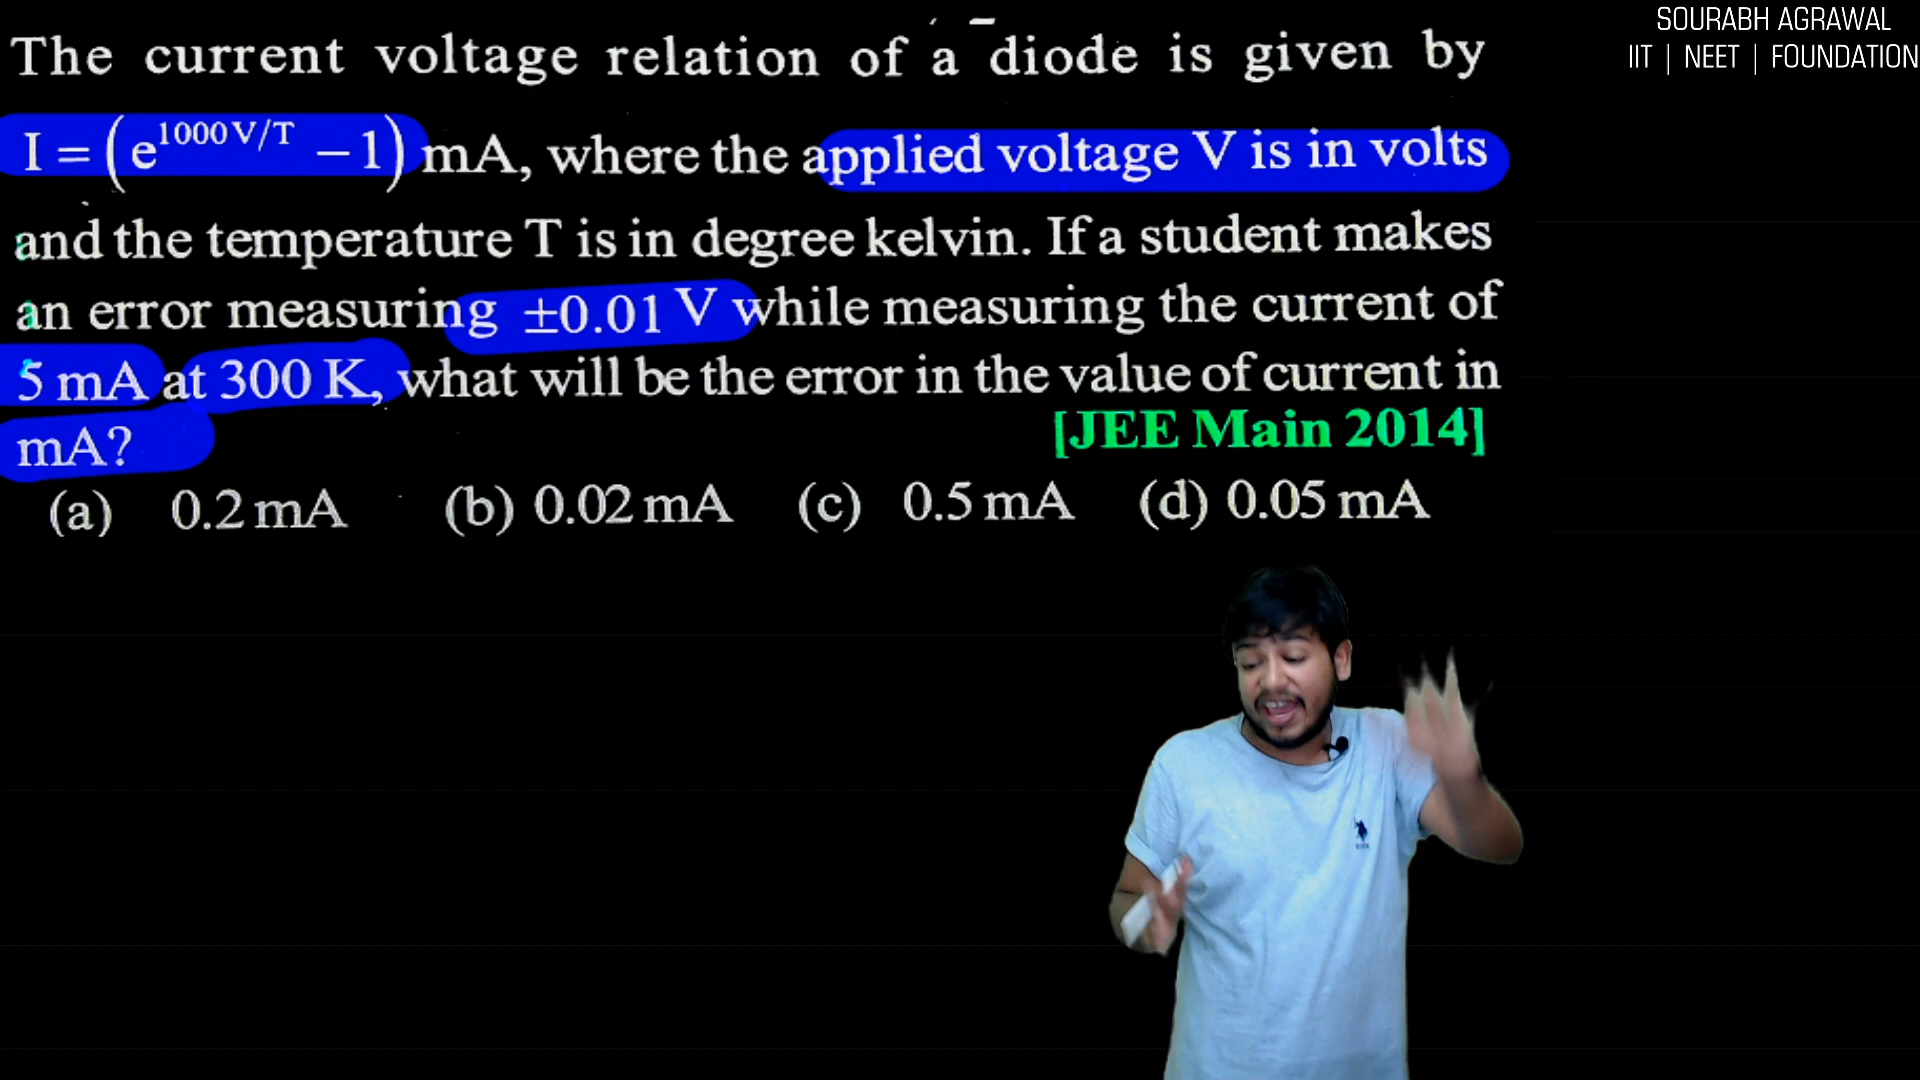 SOURABH AGRAWAL
IIT | NEET | FOUNDATION
The current voltage relation of a diode is given by
I = (e^{1000 V/T} – 1) mA, where the applied voltage V is in volts
and the temperature T is in degree kelvin. If a student makes
an error measuring ±0.01 V while measuring the current of
5 mA at 300 K, what will be the error in the value of current in
mA? [JEE Main 2014]
(a) 0.2 mA (b) 0.02 mA (c) 0.5 mA (d) 0.05 mA